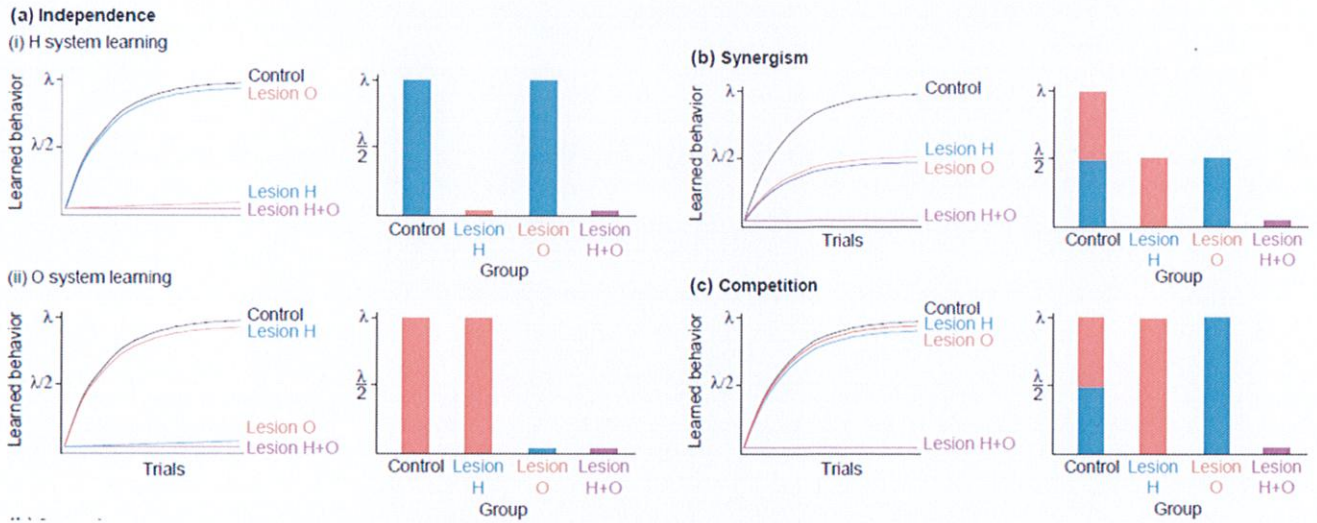 (a) Independence
(i) H system learning
Learned behavior
λ
λ/2
Control
Lesion O
Lesion H
Lesion H+O
λ
λ
2
Control Lesion Lesion Lesion
H O H+O
Group
(ii) O system learning
Learned behavior
λ
λ/2
Control
Lesion H
Lesion O
Lesion H+O
Trials
λ
λ
2
Control Lesion Lesion Lesion
H O H+O
Group
(b) Synergism
Learned behavior
λ
λ/2
Control
Lesion H
Lesion O
Lesion H+O
Trials
λ
λ
2
Control Lesion Lesion Lesion
H O H+O
Group
(c) Competition
Learned behavior
λ
λ/2
Control
Lesion H
Lesion O
Lesion H+O
Trials
λ
λ
2
Control Lesion Lesion Lesion
H O H+O
Group